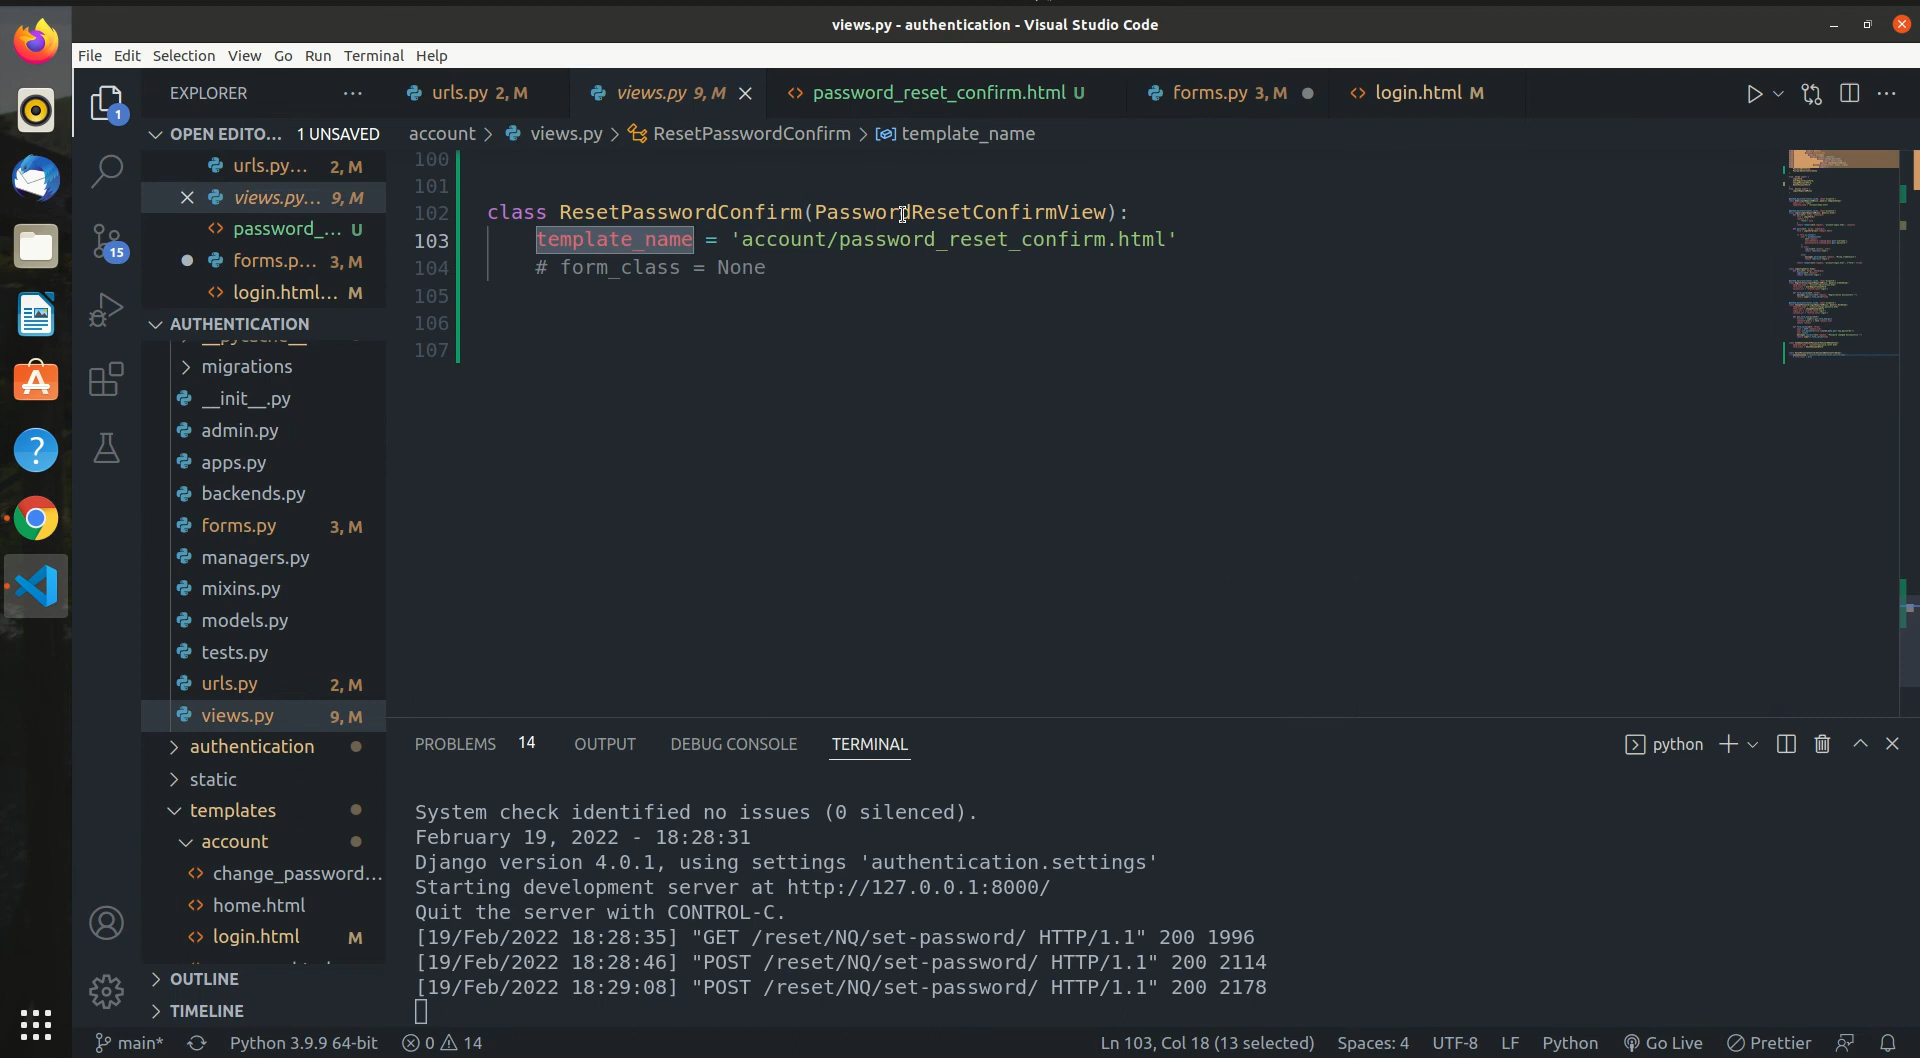 views.py - authentication - Visual Studio Code
File Edit Selection View Go Run Terminal Help
EXPLORER ...
urls.py 2, M
views.py 9, M
password_reset_confirm.html U
forms.py 3, M
login.html M
OPEN EDITO... 1 UNSAVED
1
15
urls.py... 2, M
views.py... 9, M
password_... U
forms.p... 3, M
login.html... M
AUTHENTICATION
__pycache__
migrations
__init__.py
admin.py
apps.py
backends.py
forms.py 3, M
managers.py
mixins.py
models.py
tests.py
urls.py 2, M
views.py 9, M
authentication
static
templates
account
change_password...
home.html
login.html M
OUTLINE
TIMELINE
account > views.py > ResetPasswordConfirm > template_name
100
101
102 class ResetPasswordConfirm(PasswordResetConfirmView):
103 template_name = 'account/password_reset_confirm.html'
104 # form_class = None
105
106
107
PROBLEMS 14 OUTPUT DEBUG CONSOLE TERMINAL
python
System check identified no issues (0 silenced).
February 19, 2022 - 18:28:31
Django version 4.0.1, using settings 'authentication.settings'
Starting development server at http://127.0.0.1:8000/
Quit the server with CONTROL-C.
[19/Feb/2022 18:28:35] "GET /reset/NQ/set-password/ HTTP/1.1" 200 1996
[19/Feb/2022 18:28:46] "POST /reset/NQ/set-password/ HTTP/1.1" 200 2114
[19/Feb/2022 18:29:08] "POST /reset/NQ/set-password/ HTTP/1.1" 200 2178
main* Python 3.9.9 64-bit 0 14 Ln 103, Col 18 (13 selected) Spaces: 4 UTF-8 LF Python Go Live Prettier